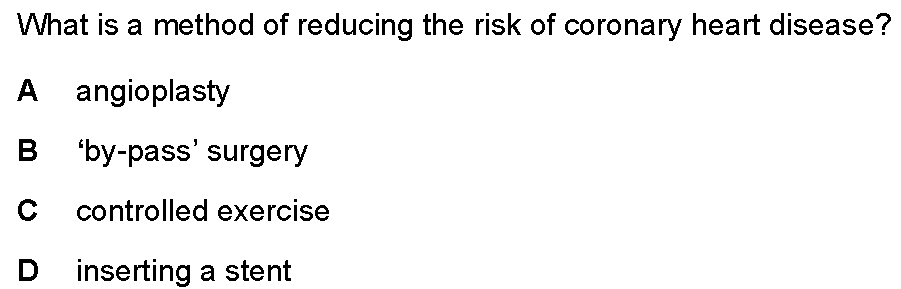 What is a method of reducing the risk of coronary heart disease?
A angioplasty
B ‘by-pass’ surgery
C controlled exercise
D inserting a stent